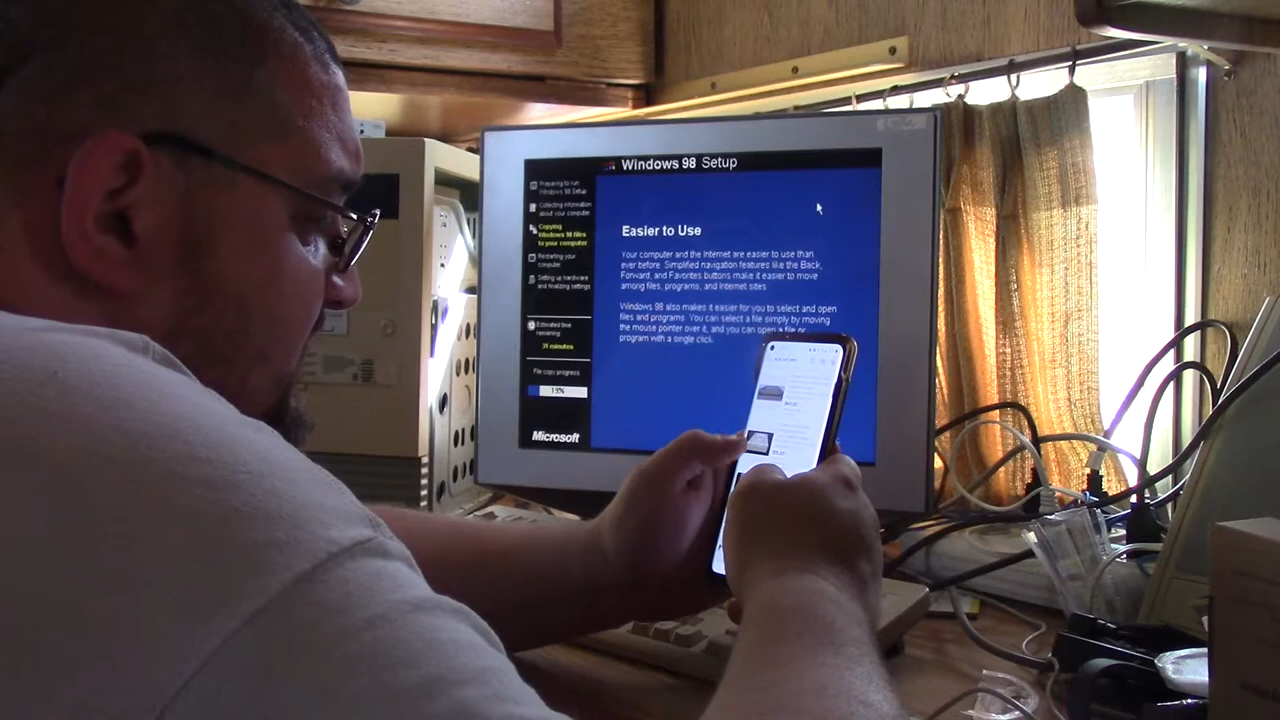 Windows 98 Setup
Preparing to run
Windows 98 Setup
Collecting information
about your computer
Copying
Windows 98 files
to your computer
Restarting your
computer
Setting up hardware
and finalizing settings
Estimated time
remaining:
31 minutes
File copy progress:
19%
Microsoft
Easier to Use
Your computer and the Internet are easier to use than
ever before. Simplified navigation features like the Back,
Forward, and Favorites buttons make it easier to move
among files, programs, and Internet sites.
Windows 98 also makes it easier for you to select and open
files and programs. You can select a file simply by moving
the mouse pointer over it, and you can open a file or
program with a single click.